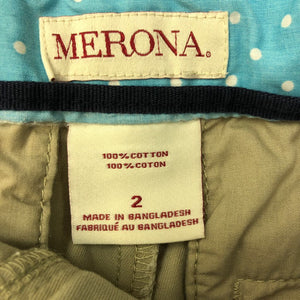 MERONA®
100% COTTON
100% COTON
2
MADE IN BANGLADESH
FABRIQUÉ AU BANGLADESH